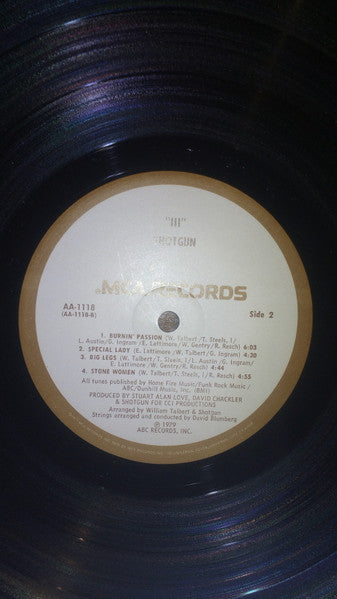 "III"
SHOTGUN
MCA RECORDS
AA-1118
(AA-1118-B)
Side 2
1. BURNIN' PASSION (W. Talbert/T. Steels, I./
L. Austin/G. Ingram/E. Lattimore/W. Gentry/R. Resch) 6:03
2. SPECIAL LADY (E. Lattimore/W. Talbert/G. Ingram) 4:30
3. BIG LEGS (W. Talbert/T. Steels, I./L. Austin/G. Ingram/
E. Lattimore/W. Gentry/R. Resch) 4:44
4. STONE WOMEN (W. Talbert/T. Steels, I./R. Resch) 4:55
All tunes published by Home Fire Music/Funk Rock Music/
ABC/Dunhill Music, Inc. (BMI)
PRODUCED BY STUART ALAN LOVE, DAVID CHACKLER
& SHOTGUN FOR CCI PRODUCTIONS
Arranged by William Talbert & Shotgun
Strings arranged and conducted by David Blumberg
℗ 1979
ABC RECORDS, INC.